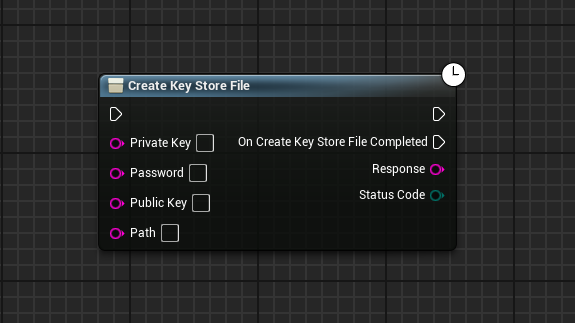 Create Key Store File
Private Key
On Create Key Store File Completed
Password
Response
Public Key
Status Code
Path